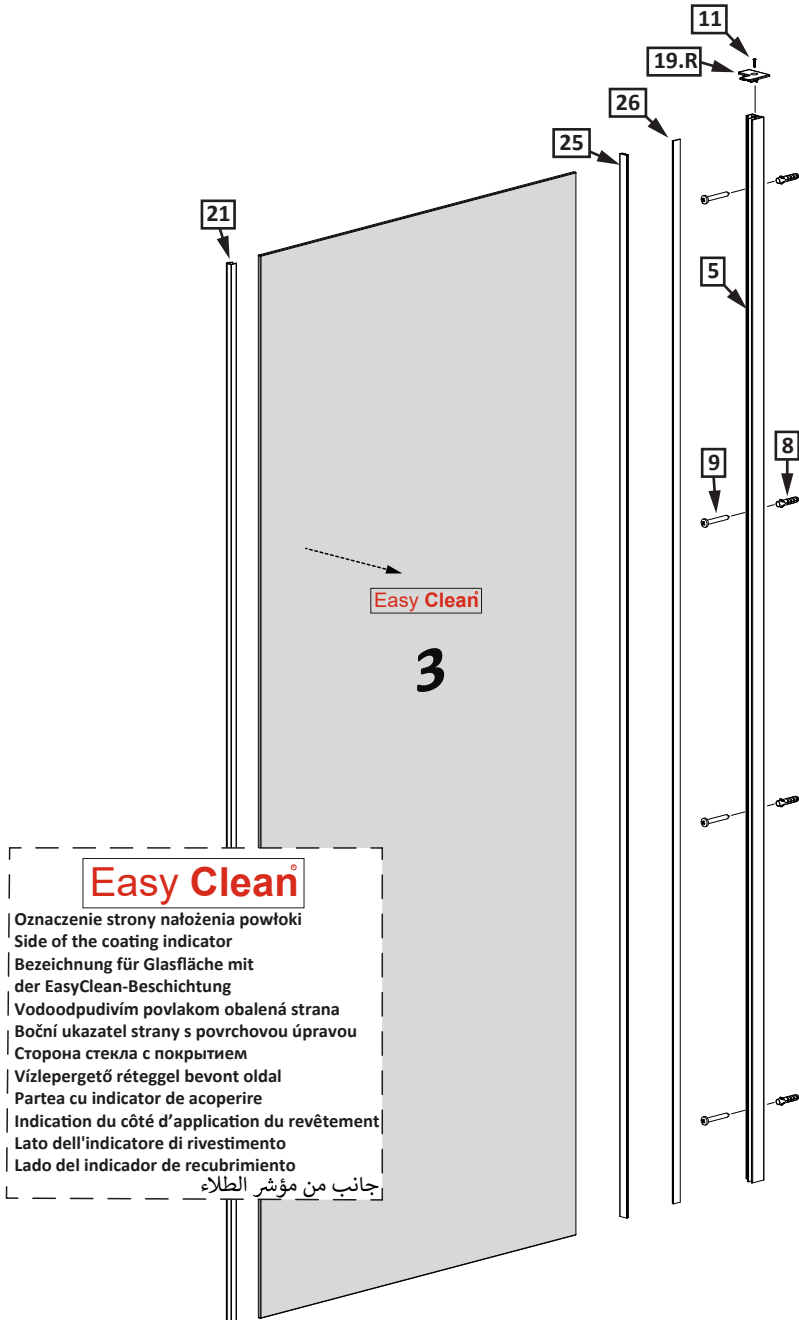 11
19.R
26
25
21
5
8
9
Easy Clean®
3
Easy Clean®
Oznaczenie strony nałożenia powłoki
Side of the coating indicator
Bezeichnung für Glasfläche mit
der EasyClean-Beschichtung
Vodoodpudivím povlakom obalená strana
Boční ukazatel strany s povrchovou úpravou
Сторона стекла с покрытием
Vízlepergető réteggel bevont oldal
Partea cu indicator de acoperire
Indication du côté d’application du revêtement
Lato dell'indicatore di rivestimento
Lado del indicador de recubrimiento
جانب من مؤشر الطلاء